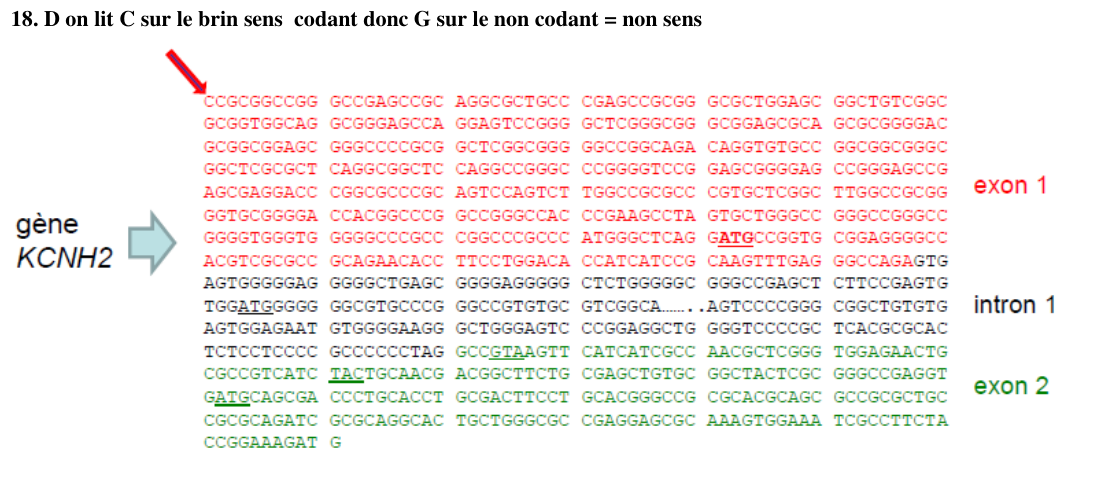 18. D on lit C sur le brin sens codant donc G sur le non codant = non sens
CCGCGGCCGG GCCGAGCCGC AGGCGCTGCC CGAGCCGCGG GCGCTGGAGC GGCTGTCGGC
GCGGTGGCAG GCGGGAGCCA GGAGTCCGGG GCTCGGGCGG GCGGAGCGCA GCGCGGGGAC
GCGGCGGAGC GGGCCCCGCG GCTCGGCGGG GGCCGGCAGA CAGGTGTGCC GGCGGCGGGC
GGCTCGCGCT CAGGCGGCTC CAGGCCGGGC CCGGGGTCCG GAGCGGGGAG CCGGGAGCCG
AGCGAGGACC CGGCGCCCGC AGTCCAGTCT TGGCCGCGCC CGTGCTCGGC TTGGCCGCGG
exon 1
GGTGCGGGGA CCACGGCCCG GCCGGGCCAC CCGAAGCCTA GTGCTGGGCC GGGCCGGGCC
gène
KCNH2
GGGGTGGGTG GGGGCCCGCC CGGCCCGCCC ATGGGCTCAG GATGCCGGTG CGGAGGGGCC
ACGTCGCGCC GCAGAACACC TTCCTGGACA CCATCATCCG CAAGTTTGAG GGCCAGAGTG
AGTGGGGGAG GGGGCTGAGC GGGGAGGGGG CTCTGGGGGC GGGCCGAGCT CTTCCGAGTG
TGGATGGGGG GGCGTGCCCG GGCCGTGTGC GTCGGCA......‥AGTCCCCGGG CGGCTGTGTG
intron 1
AGTGGAGAAT GTGGGGAAGG GCTGGGAGTC CCGGAGGCTG GGGTCCCCGC TCACGCGCAC
TCTCCTCCCC GCCCCCCTAG GCCGTAAGTT CATCATCGCC AACGCTCGGG TGGAGAACTG
CGCCGTCATC TACTGCAACG ACGGCTTCTG CGAGCTGTGC GGCTACTCGC GGGCCGAGGT
exon 2
GATGCAGCGA CCCTGCACCT GCGACTTCCT GCACGGGCCG CGCACGCAGC GCCGCGCTGC
CGCGCAGATC GCGCAGGCAC TGCTGGGCGC CGAGGAGCGC AAAGTGGAAA TCGCCTTCTA
CCGGAAAGAT G